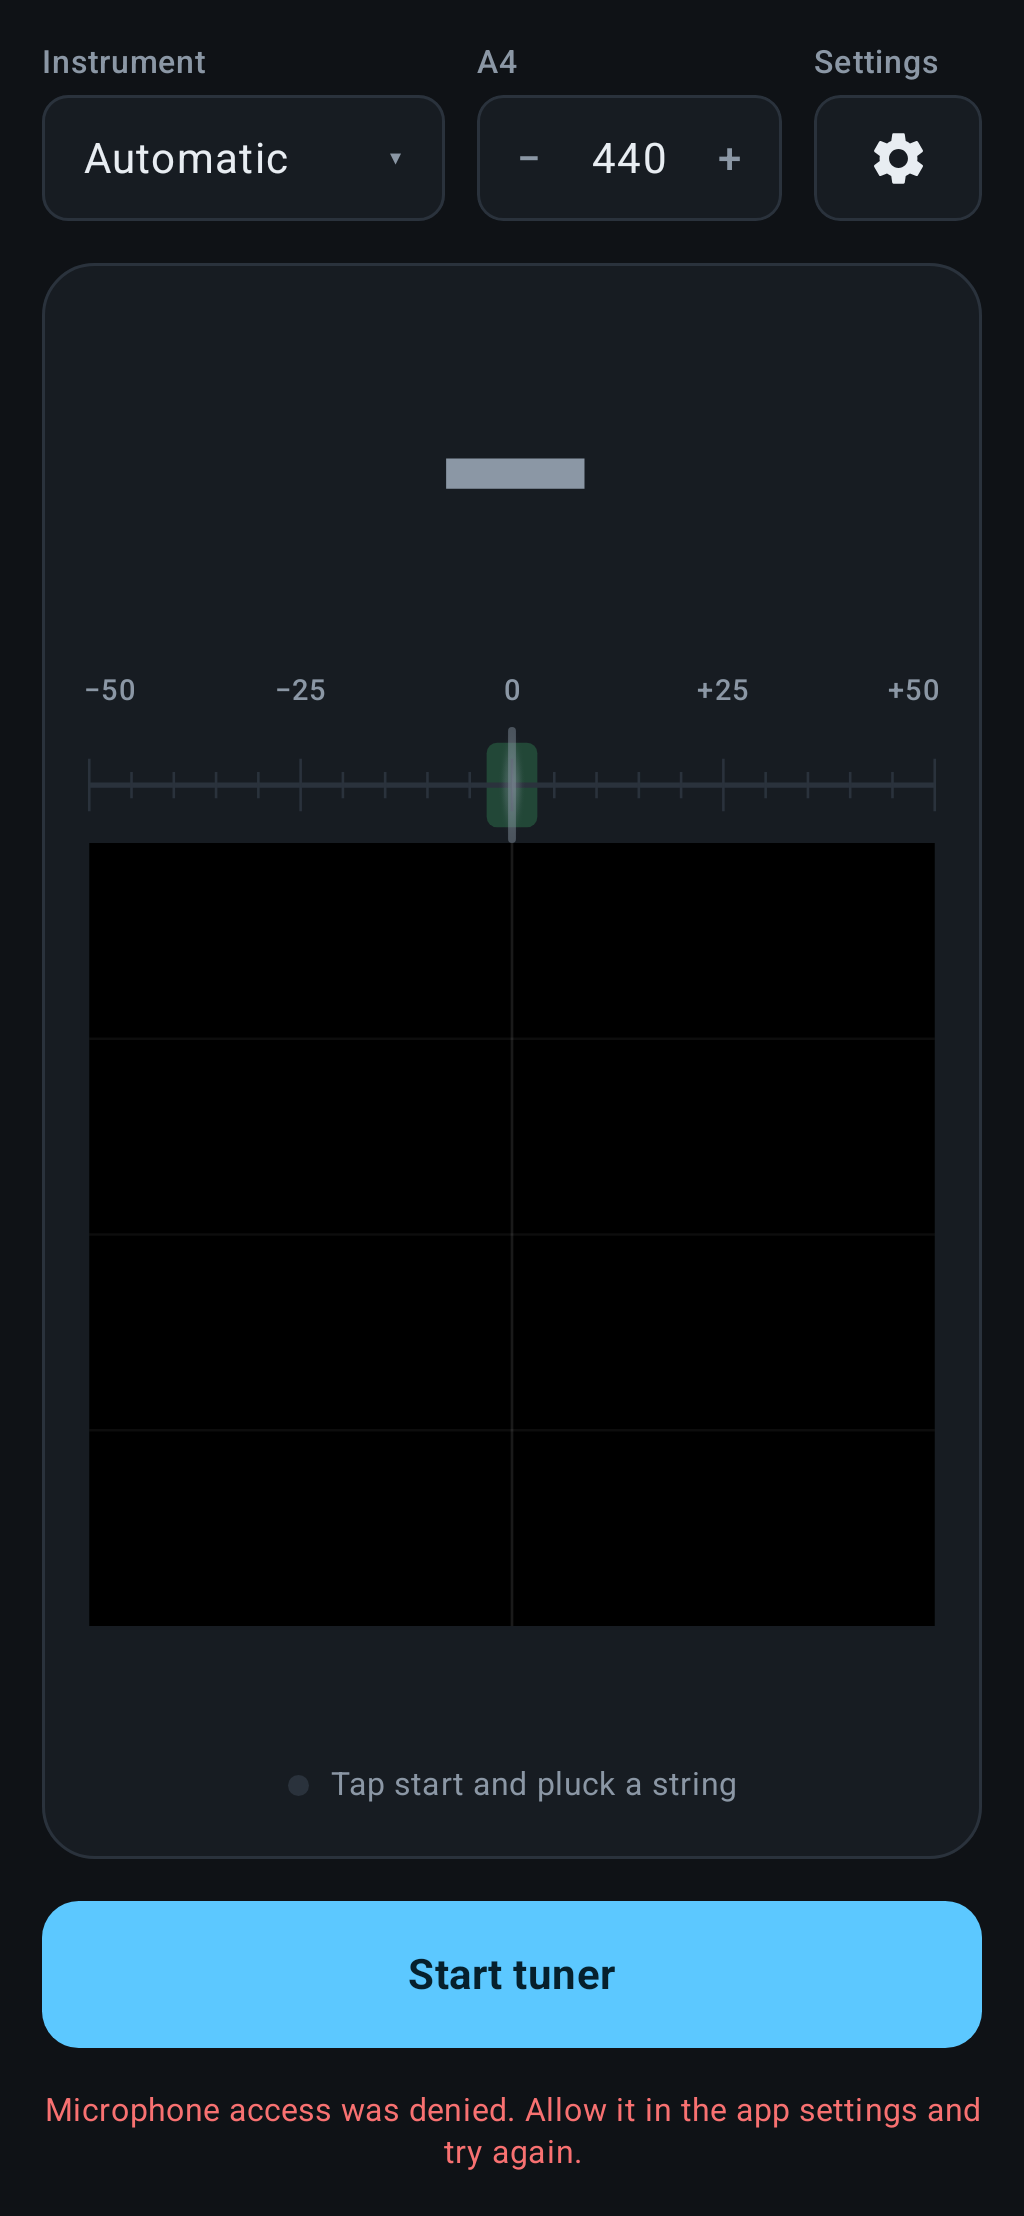 Instrument
A4
Settings
Automatic ▾
− 440 +
–
−50 −25 0 +25 +50
Tap start and pluck a string
Start tuner
Microphone access was denied. Allow it in the app settings and
try again.